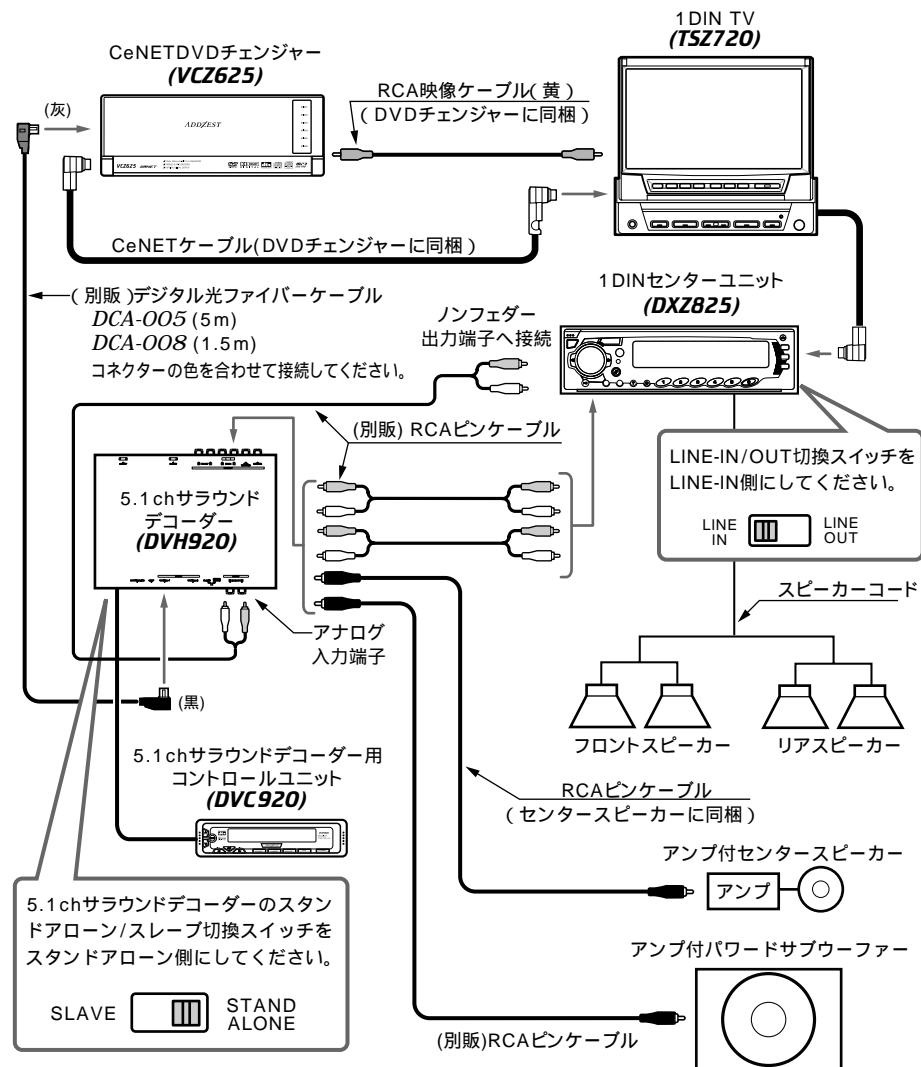 CeNETDVDチェンジャー
(VCZ625)
1DIN TV
(TSZ720)
(灰)
ADDZEST
VCZ625
RCA映像ケーブル(黄)
(DVDチェンジャーに同梱)
CeNETケーブル(DVDチェンジャーに同梱)
(別販)デジタル光ファイバーケーブル
DCA-005 (5m)
DCA-008 (1.5m)
コネクターの色を合わせて接続してください。
ノンフェダー
出力端子へ接続
1DINセンターユニット
(DXZ825)
(別販) RCAピンケーブル
LINE-IN/OUT切換スイッチを
LINE-IN側にしてください。
LINE
IN
LINE
OUT
5.1chサラウンド
デコーダー
(DVH920)
アナログ
入力端子
(黒)
スピーカーコード
フロントスピーカー
リアスピーカー
5.1chサラウンドデコーダー用
コントロールユニット
(DVC920)
RCAピンケーブル
(センタースピーカーに同梱)
アンプ付センタースピーカー
アンプ
5.1chサラウンドデコーダーのスタン
ドアローン/スレーブ切換スイッチを
スタンドアローン側にしてください。
SLAVE
STAND
ALONE
アンプ付パワードサブウーファー
(別販)RCAピンケーブル